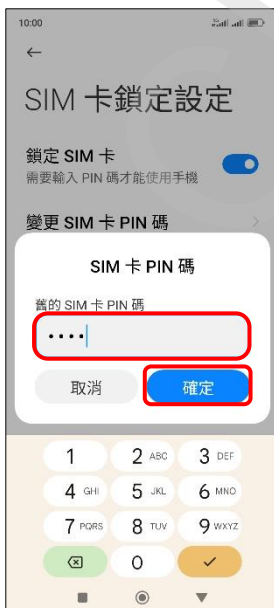 10:00
SIM 卡鎖定設定
鎖定 SIM 卡
需要輸入 PIN 碼才能使用手機
變更 SIM 卡 PIN 碼
SIM 卡 PIN 碼
舊的 SIM 卡 PIN 碼
••••
取消 確定
1 2 ABC 3 DEF
4 GHI 5 JKL 6 MNO
7 PQRS 8 TUV 9 WXYZ
0